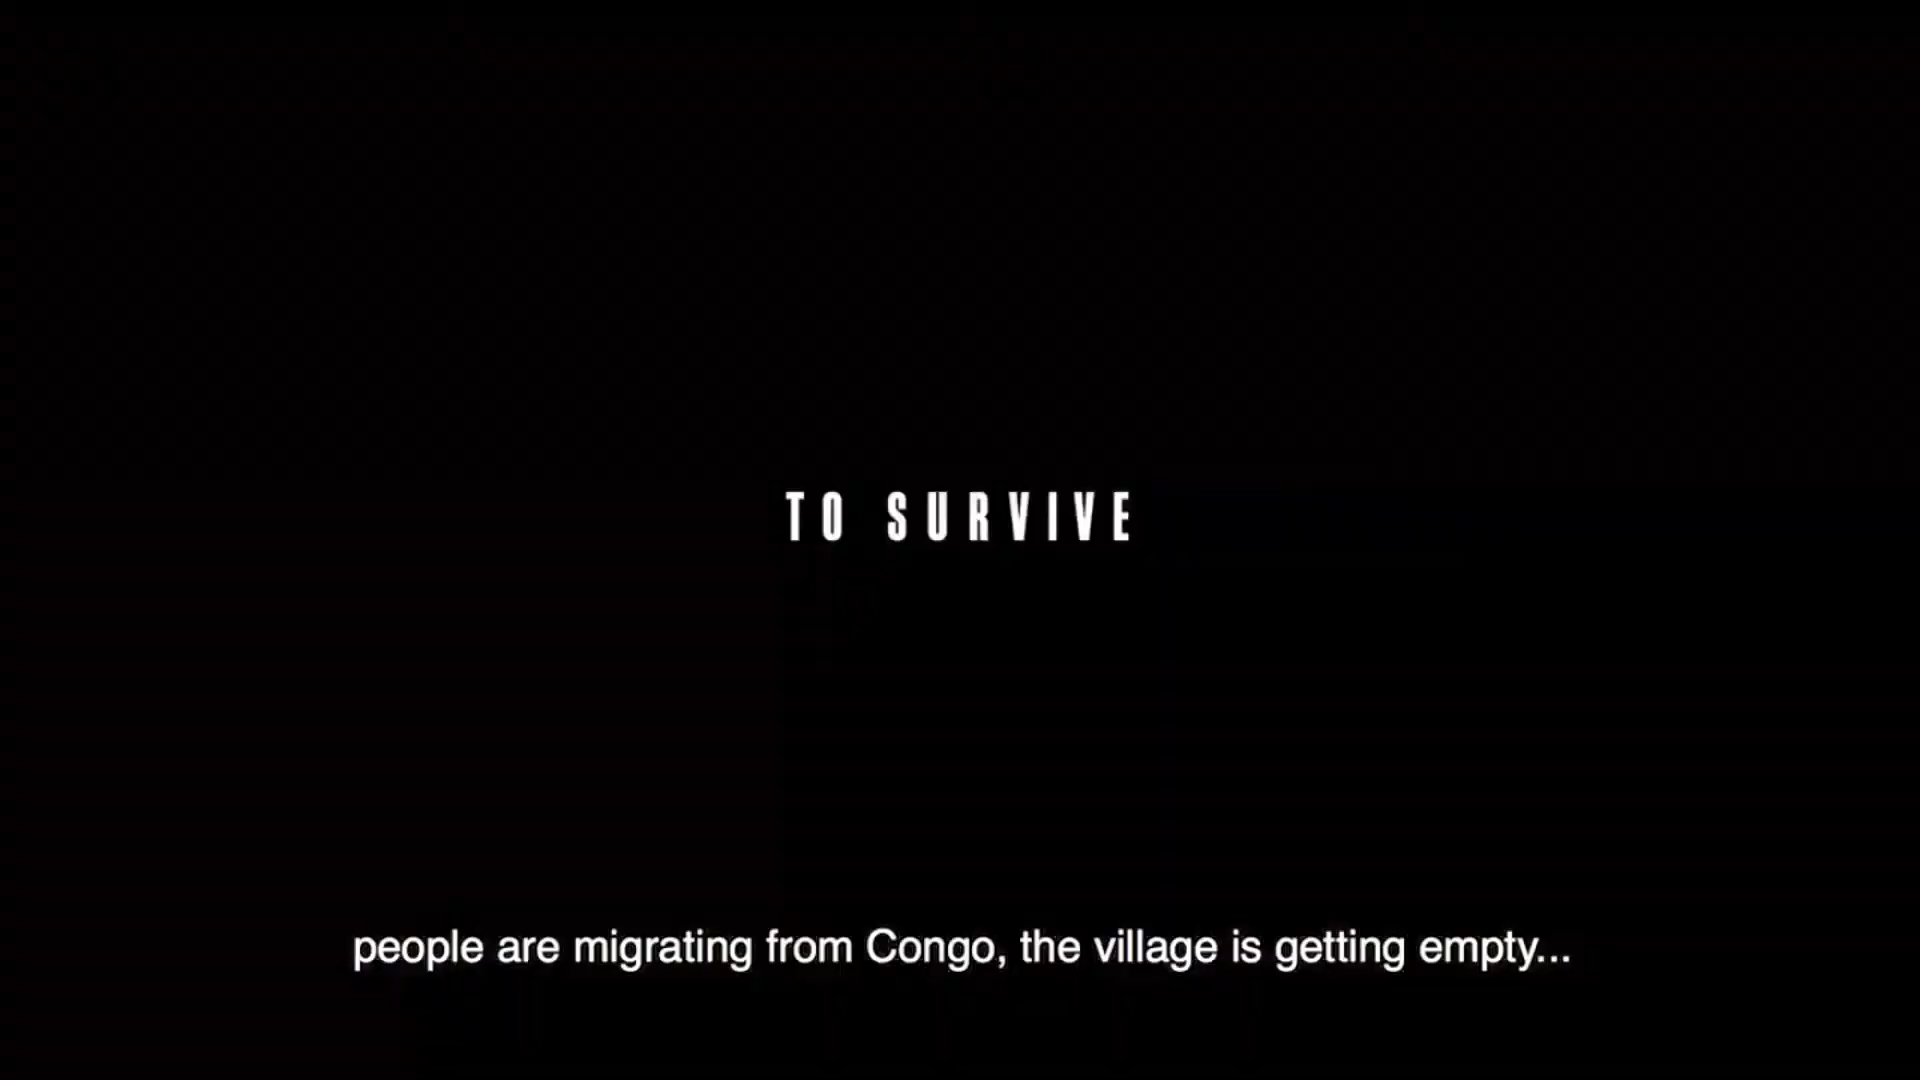 TO SURVIVE
people are migrating from Congo, the village is getting empty...